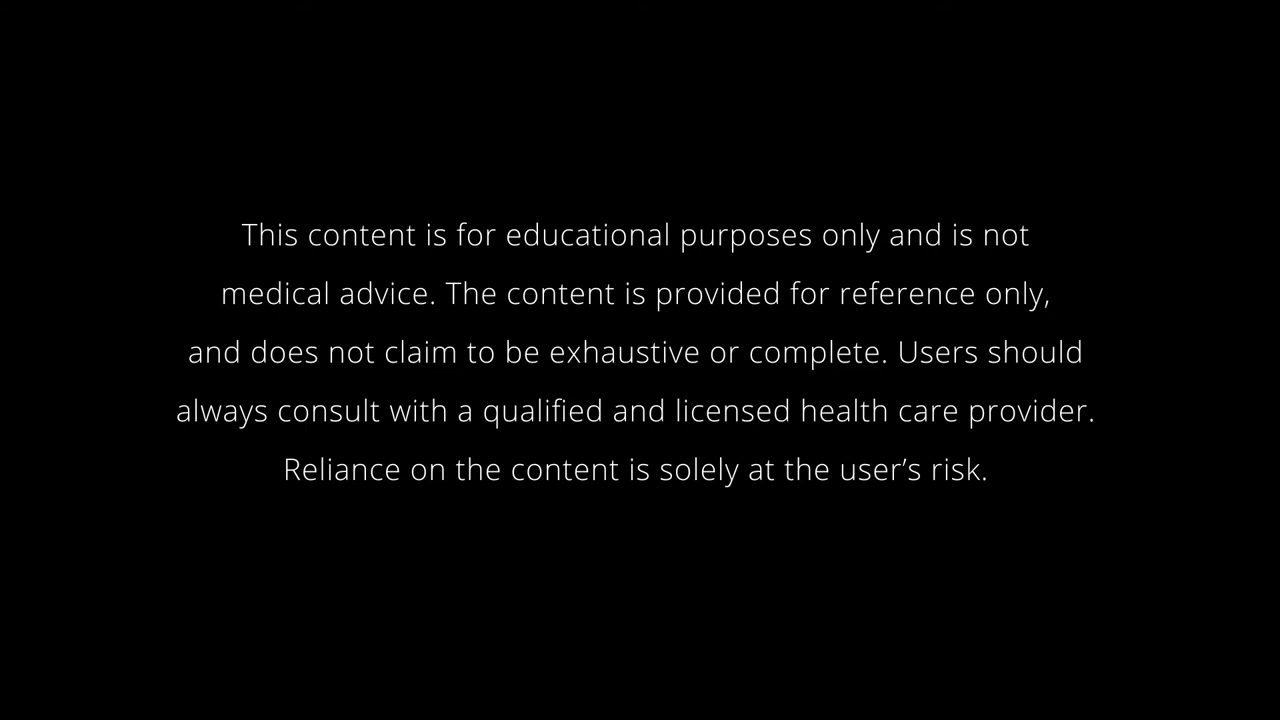 This content is for educational purposes only and is not
medical advice. The content is provided for reference only,
and does not claim to be exhaustive or complete. Users should
always consult with a qualified and licensed health care provider.
Reliance on the content is solely at the user’s risk.